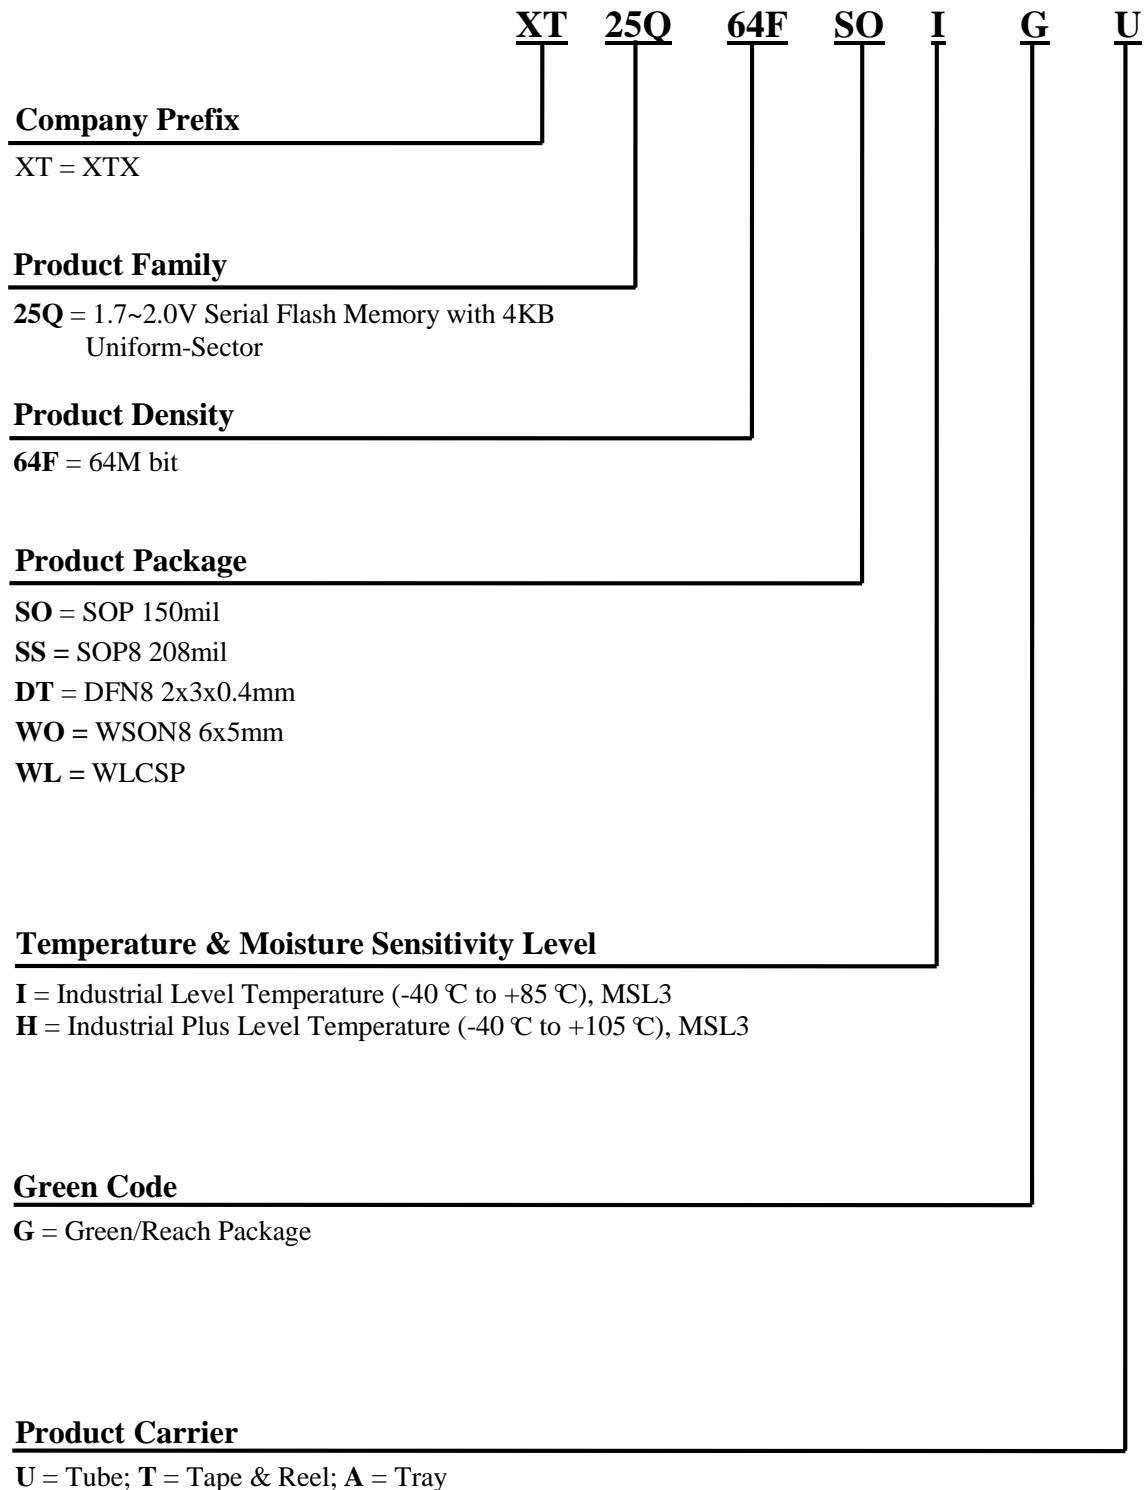 XT 25Q 64F SO I G U
Company Prefix
XT = XTX
Product Family
25Q = 1.7~2.0V Serial Flash Memory with 4KB
Uniform-Sector
Product Density
64F = 64M bit
Product Package
SO = SOP 150mil
SS = SOP8 208mil
DT = DFN8 2x3x0.4mm
WO = WSON8 6x5mm
WL = WLCSP
Temperature & Moisture Sensitivity Level
I = Industrial Level Temperature (-40 ℃ to +85 ℃), MSL3
H = Industrial Plus Level Temperature (-40 ℃ to +105 ℃), MSL3
Green Code
G = Green/Reach Package
Product Carrier
U = Tube; T = Tape & Reel; A = Tray